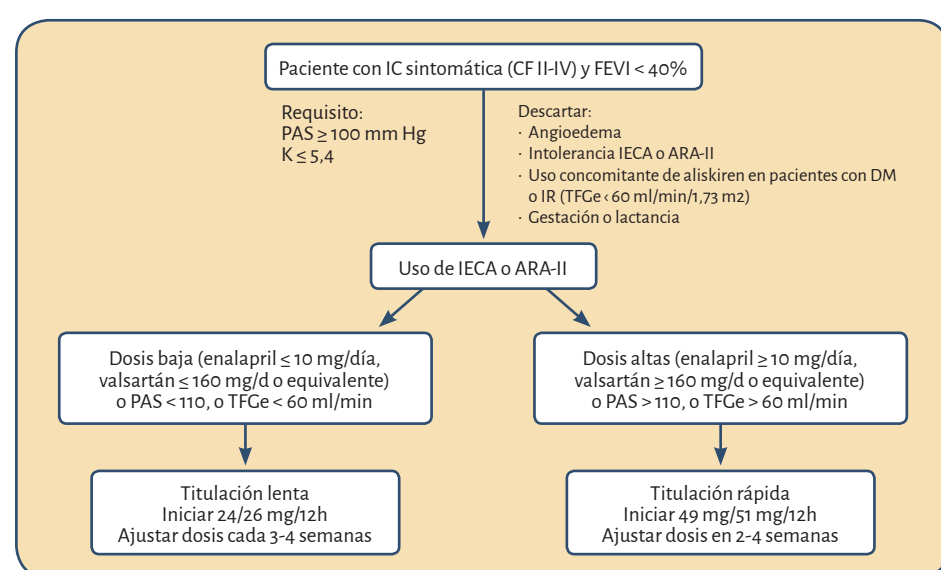 Paciente con IC sintomática (CF II-IV) y FEVI < 40%
Requisito:
PAS ≥ 100 mm Hg
K ≤ 5,4
Descartar:
· Angioedema
· Intolerancia IECA o ARA-II
· Uso concomitante de aliskiren en pacientes con DM
o IR (TFGe < 60 ml/min/1,73 m2)
· Gestación o lactancia
Uso de IECA o ARA-II
Dosis baja (enalapril ≤ 10 mg/día,
valsartán ≤ 160 mg/d o equivalente)
o PAS < 110, o TFGe < 60 ml/min
Dosis altas (enalapril ≥ 10 mg/día,
valsartán ≥ 160 mg/d o equivalente)
o PAS > 110, o TFGe > 60 ml/min
Titulación lenta
Iniciar 24/26 mg/12h
Ajustar dosis cada 3-4 semanas
Titulación rápida
Iniciar 49 mg/51 mg/12h
Ajustar dosis en 2-4 semanas